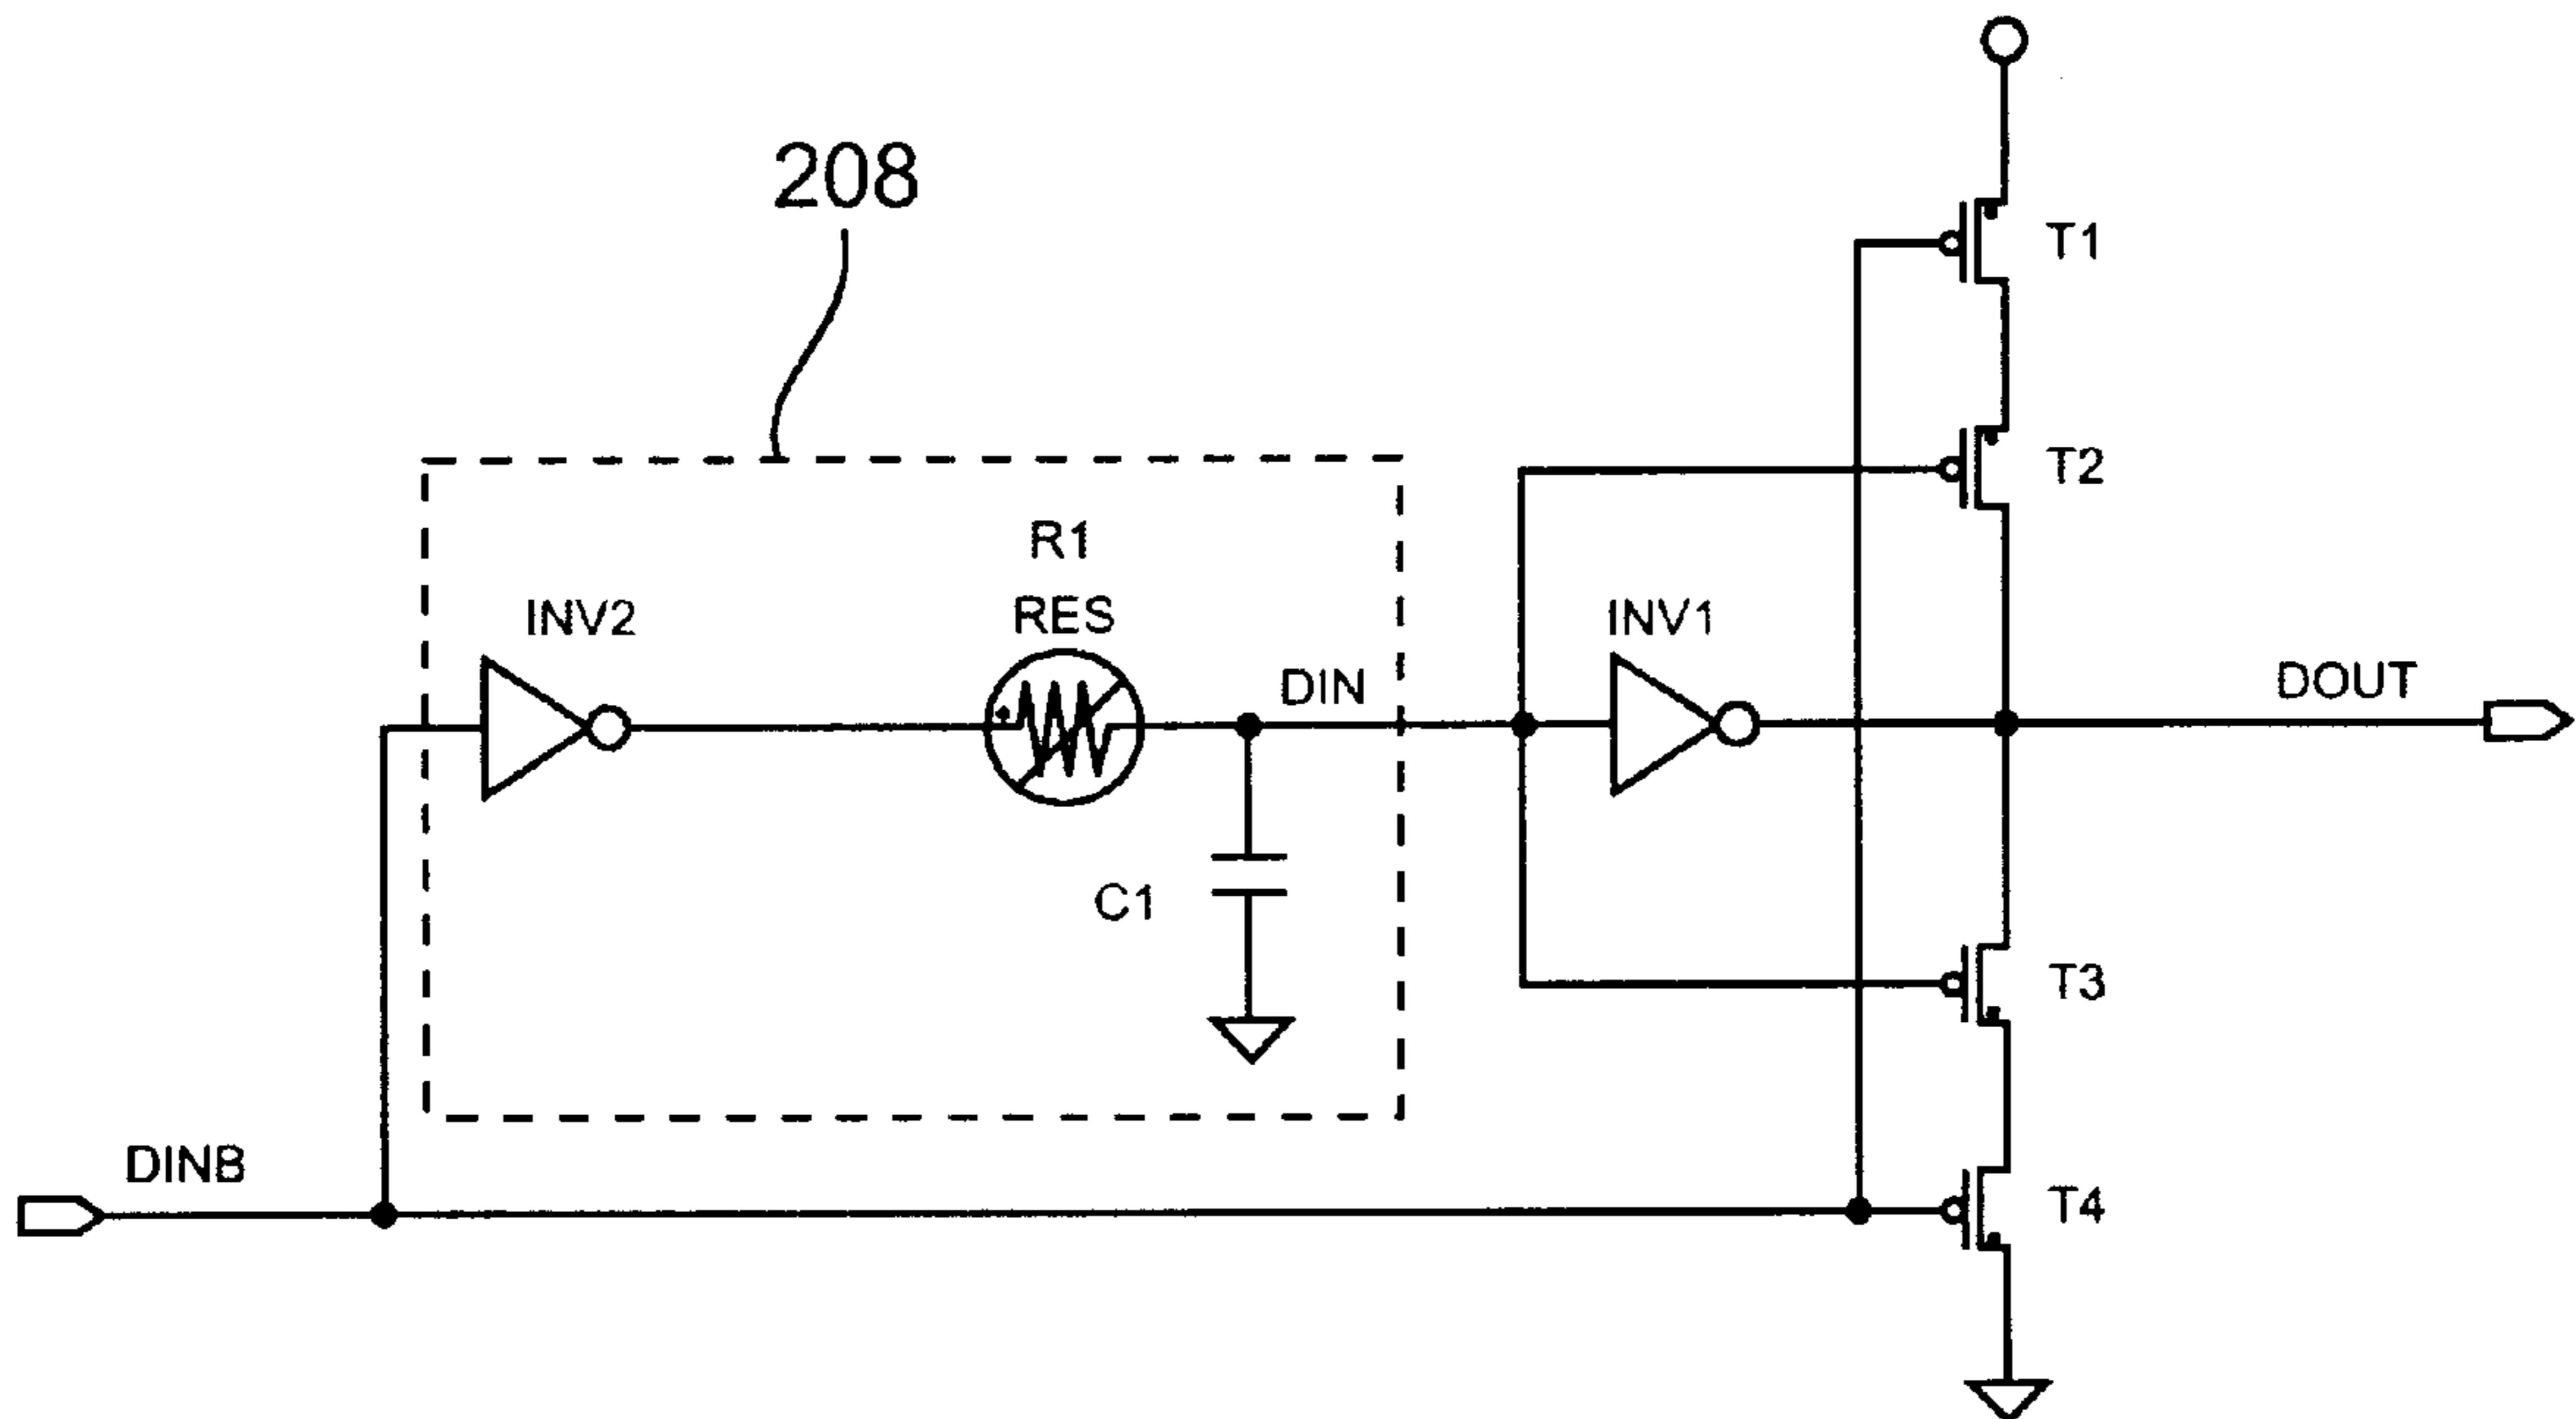 208
T1
T2
R1
RES
INV2
INV1
DIN
DOUT
C1
T3
DINB
T4